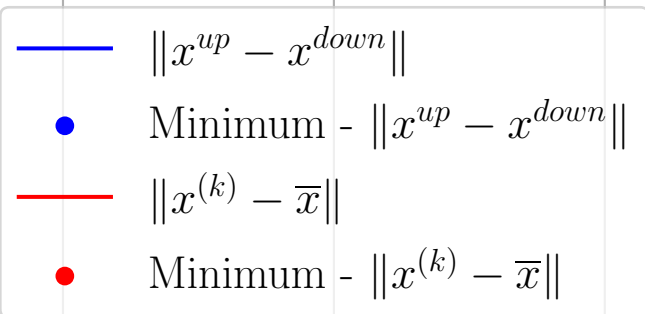 ‖x^{up} − x^{down}‖
Minimum - ‖x^{up} − x^{down}‖
‖x^{(k)} − x̅‖
Minimum - ‖x^{(k)} − x̅‖